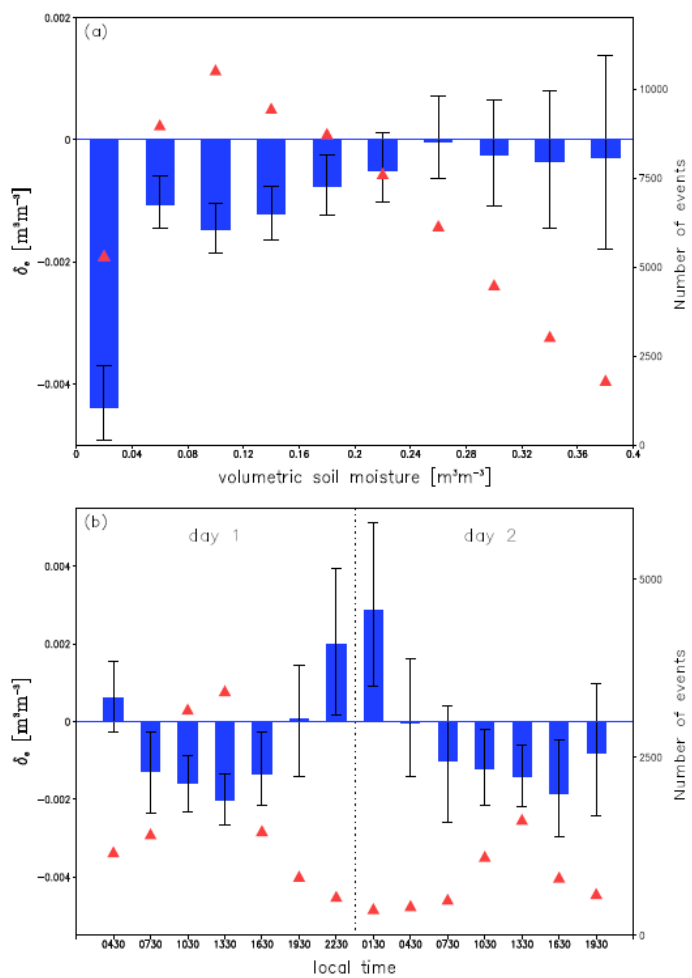 (a)
0.002
0
−0.002
−0.004
δe [m³m⁻³]
10000
7500
5000
2500
0
Number of events
0 0.04 0.08 0.12 0.16 0.2 0.24 0.28 0.32 0.36 0.4
volumetric soil moisture [m³m⁻³]
(b)
day 1 day 2
0.004
0.002
0
−0.002
−0.004
δe [m³m⁻³]
5000
2500
0
Number of events
0430 0730 1030 1330 1630 1930 2230 0130 0430 0730 1030 1330 1630 1930
local time